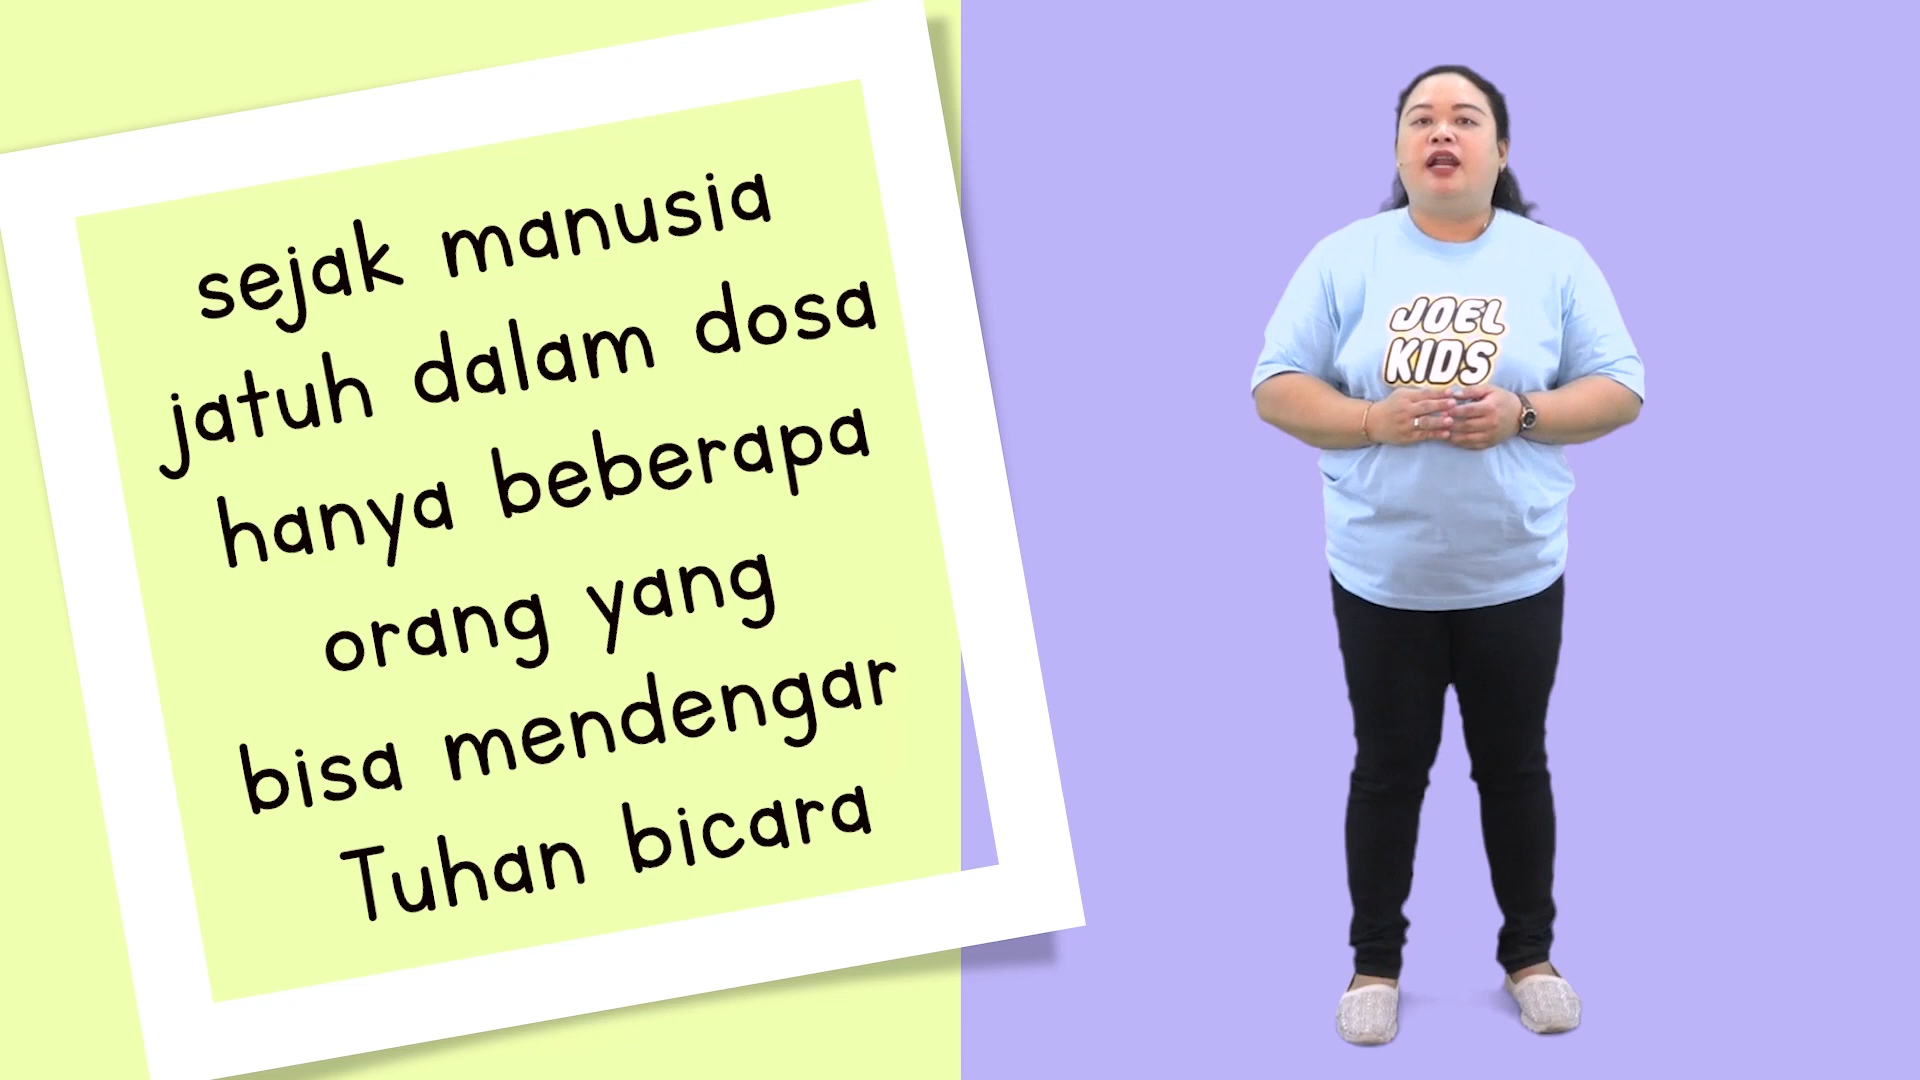 sejak manusia
jatuh dalam dosa
hanya beberapa
orang yang
bisa mendengar
Tuhan bicara
JOEL
KIDS